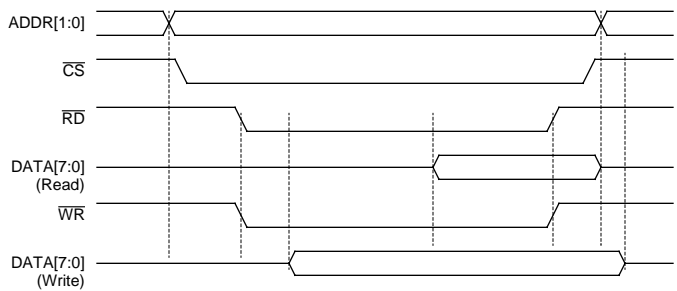 ADDR[1:0]
CS
RD
DATA[7:0]
(Read)
WR
DATA[7:0]
(Write)